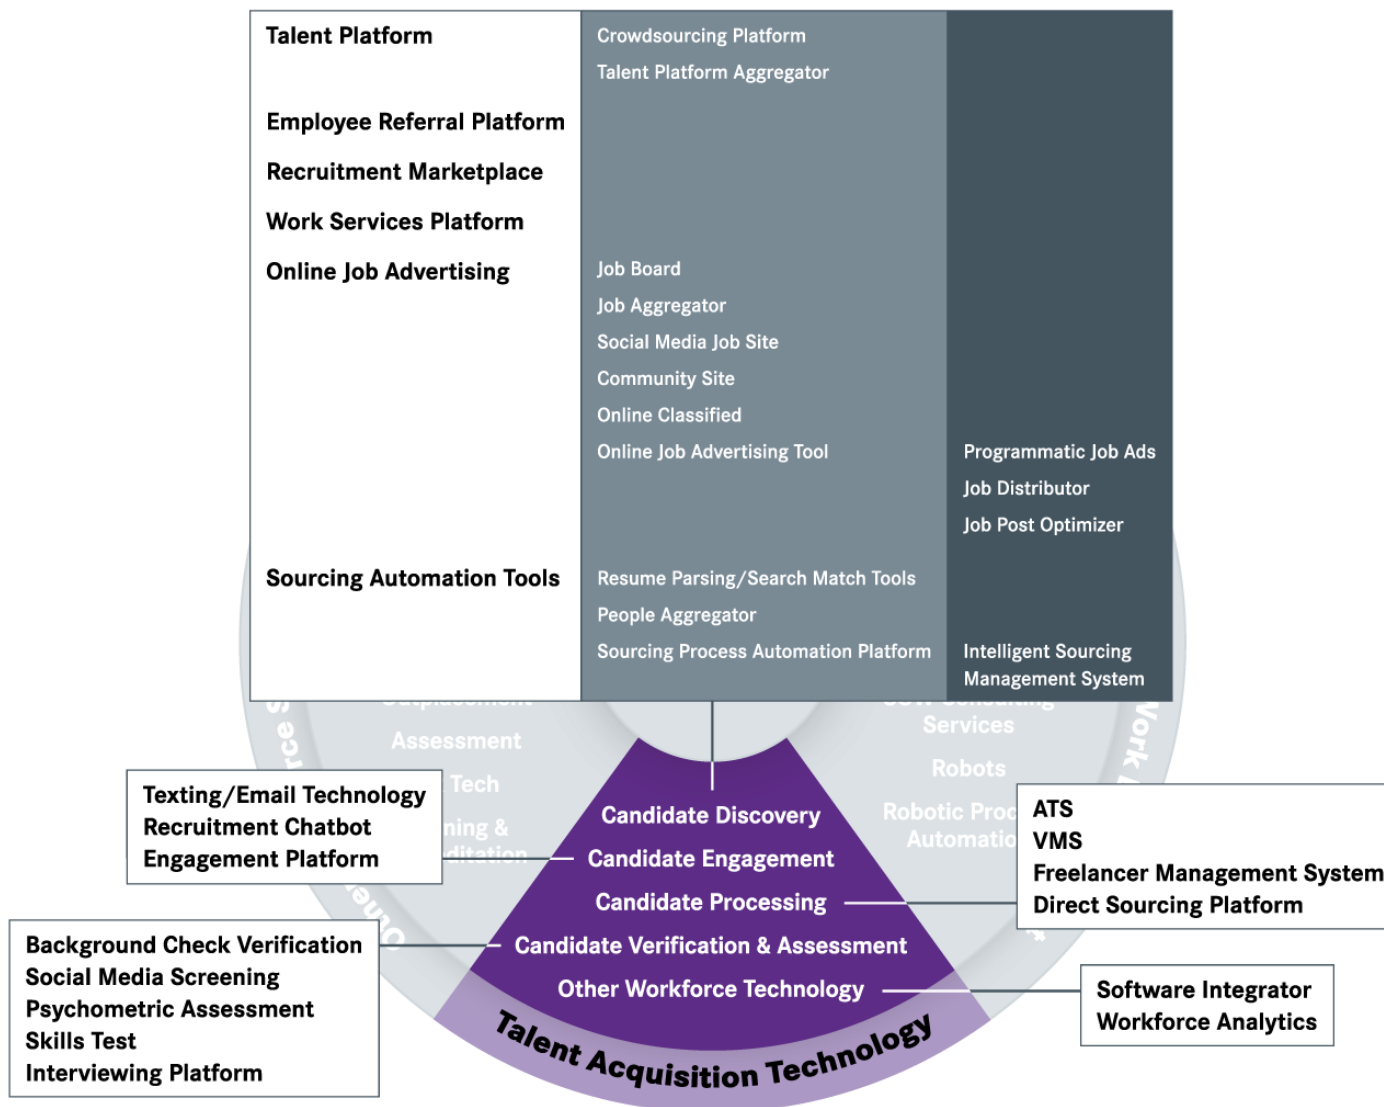 Talent Platform
Crowdsourcing Platform
Talent Platform Aggregator
Employee Referral Platform
Recruitment Marketplace
Work Services Platform
Online Job Advertising
Job Board
Job Aggregator
Social Media Job Site
Community Site
Online Classified
Online Job Advertising Tool
Programmatic Job Ads
Job Distributor
Job Post Optimizer
Sourcing Automation Tools
Resume Parsing/Search Match Tools
People Aggregator
Sourcing Process Automation Platform
Intelligent Sourcing
Management System
Assessment
Tech
Services
Robots
Robotic
Texting/Email Technology
Recruitment Chatbot
Engagement Platform
Candidate Discovery
Candidate Engagement
Candidate Processing
Candidate Verification & Assessment
Other Workforce Technology
ATS
VMS
Freelancer Management System
Direct Sourcing Platform
Background Check Verification
Social Media Screening
Psychometric Assessment
Skills Test
Interviewing Platform
Software Integrator
Workforce Analytics
Talent Acquisition Technology
Work